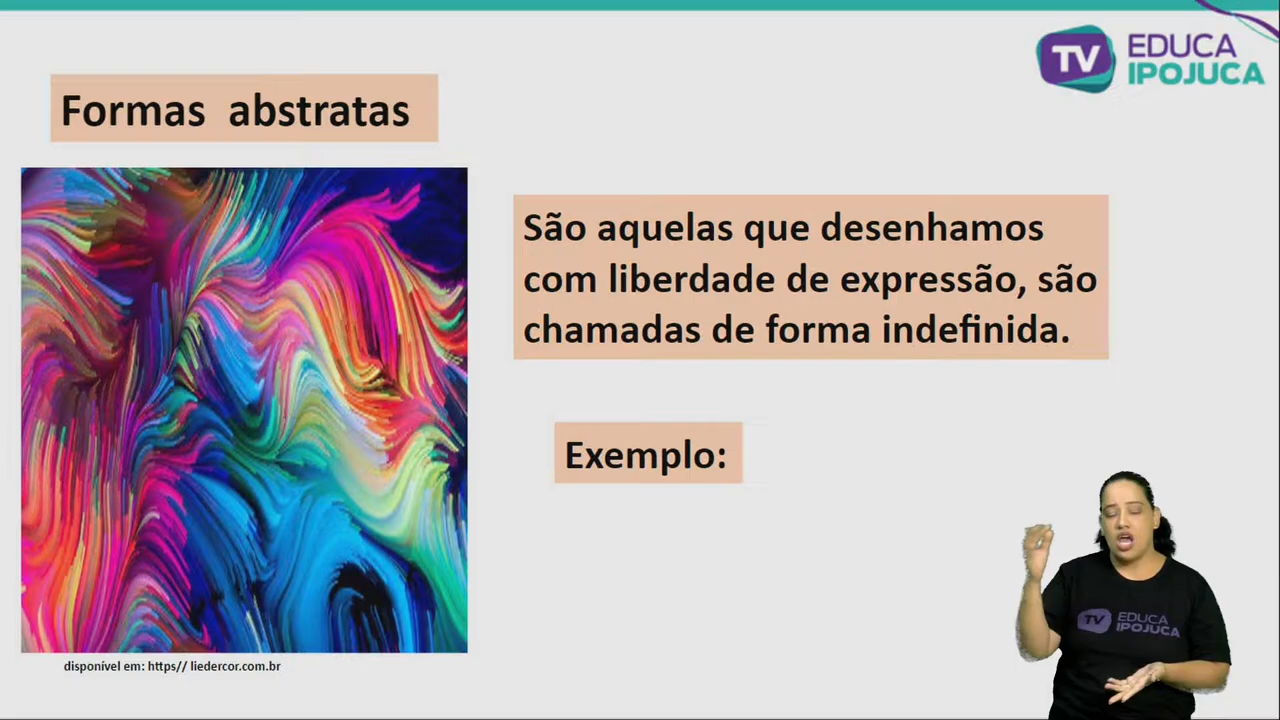 TV EDUCA
IPOJUCA
Formas abstratas
São aquelas que desenhamos
com liberdade de expressão, são
chamadas de forma indefinida.
Exemplo:
TV EDUCA
IPOJUCA
disponível em: https// liedercor.com.br